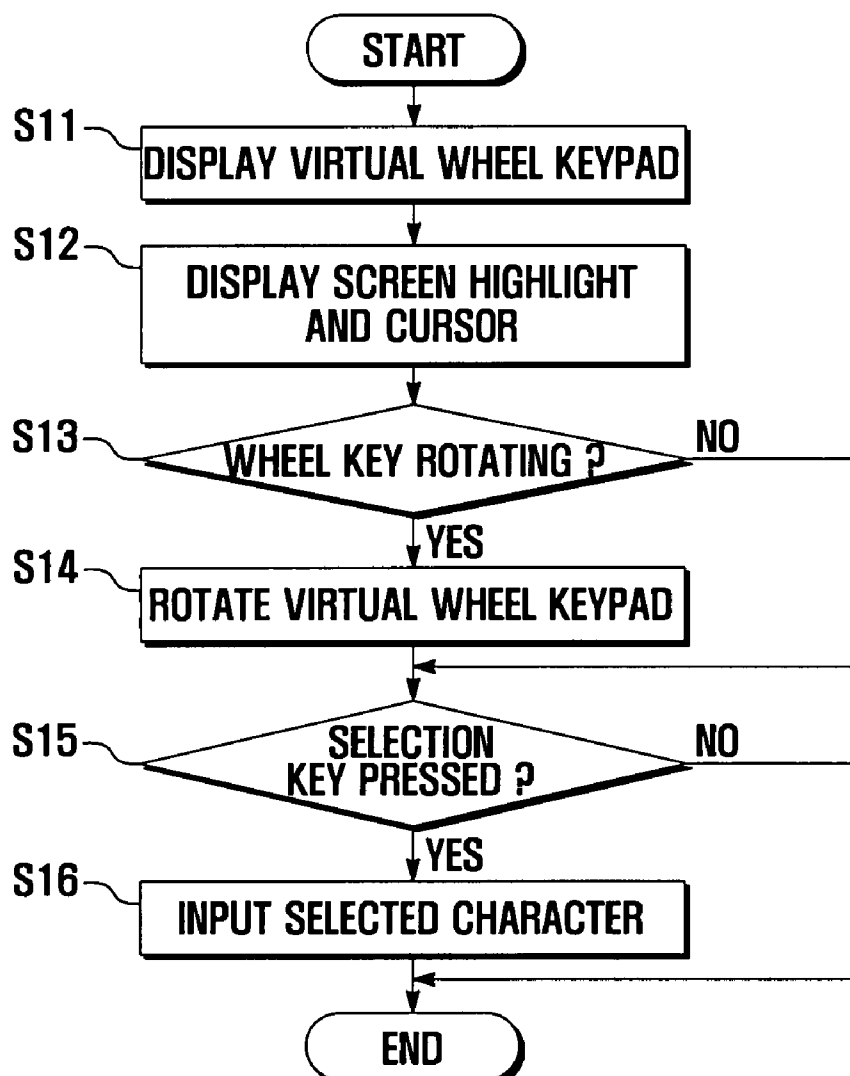 START
S11
DISPLAY VIRTUAL WHEEL KEYPAD
S12
DISPLAY SCREEN HIGHLIGHT
AND CURSOR
S13
WHEEL KEY ROTATING ?
NO
YES
S14
ROTATE VIRTUAL WHEEL KEYPAD
S15
SELECTION
KEY PRESSED ?
NO
YES
S16
INPUT SELECTED CHARACTER
END